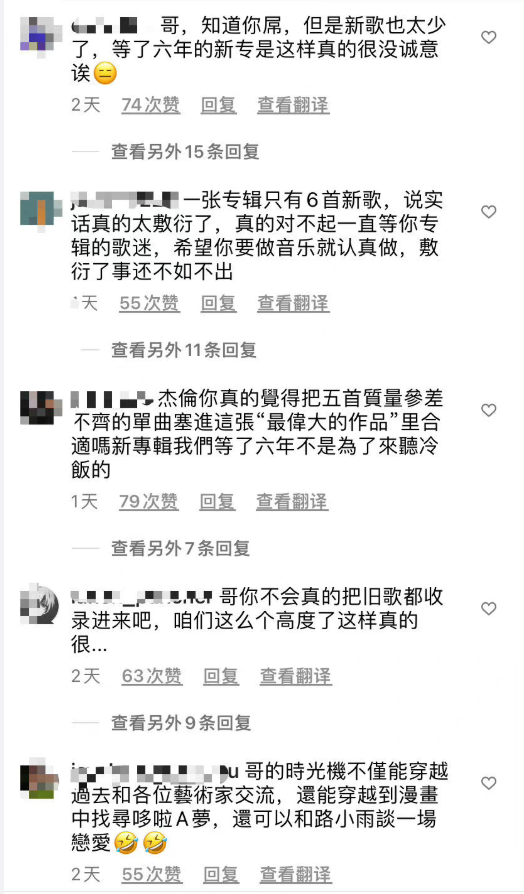 哥，知道你屌，但是新歌也太少
了，等了六年的新专是这样真的很没诚意
诶😑
2天 74次赞 回复 查看翻译
查看另外15条回复
一张专辑只有6首新歌，说实
话真的太敷衍了，真的对不起一直等你专
辑的歌迷，希望你要做音乐就认真做，敷
衍了事还不如不出
天 55次赞 回复 查看翻译
查看另外11条回复
杰倫你真的覺得把五首質量參差
不齊的單曲塞進這張“最偉大的作品”里合
適嗎新專輯我們等了六年不是為了來聽冷
飯的
1天 79次赞 回复 查看翻译
查看另外7条回复
哥你不会真的把旧歌都收
录进来吧，咱们这么个高度了这样真的
很...
2天 63次赞 回复 查看翻译
查看另外9条回复
哥的時光機不僅能穿越
過去和各位藝術家交流，還能穿越到漫畫
中找尋哆啦A夢，還可以和路小雨談一場
戀愛🤣🤣
2天 55次赞 回复 查看翻译